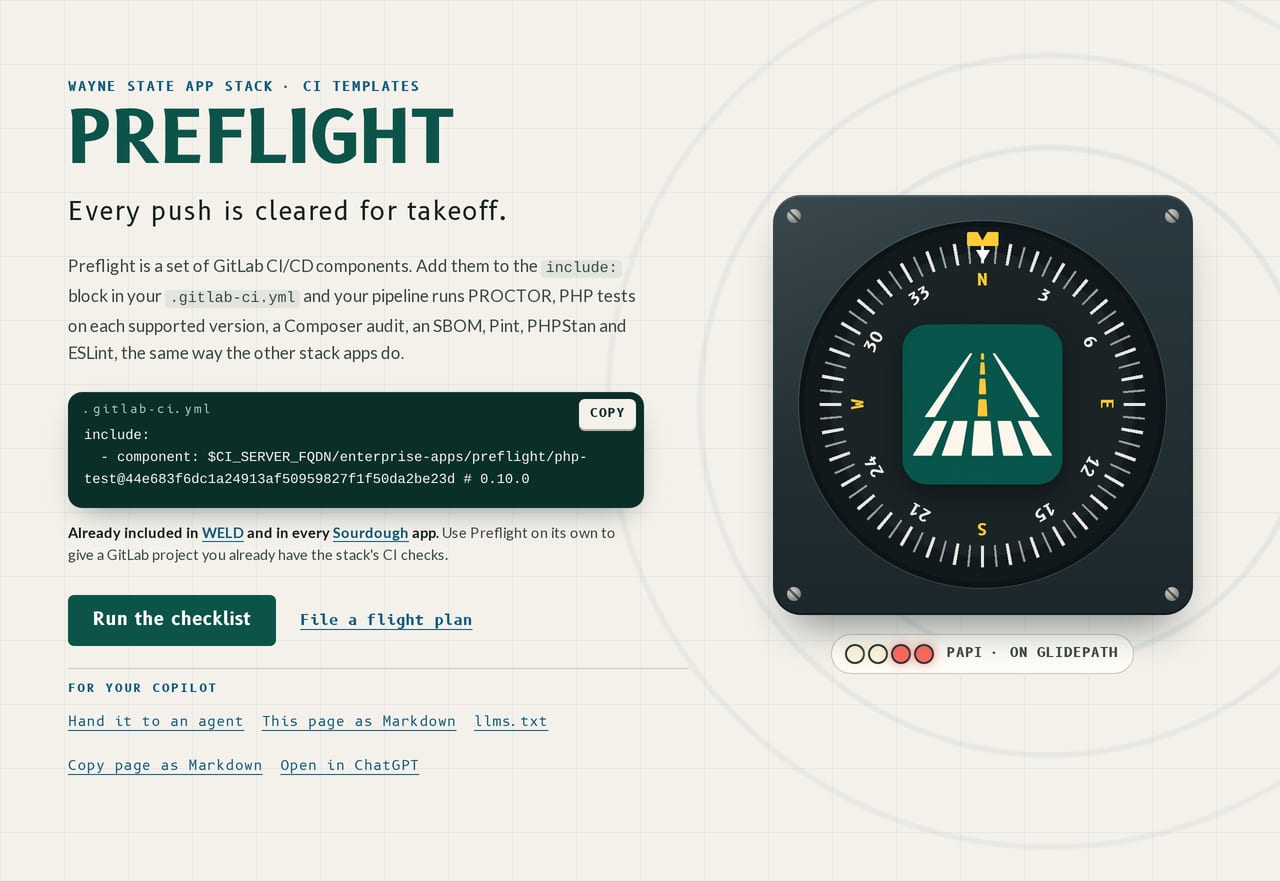 WAYNE STATE APP STACK · CI TEMPLATES
PREFLIGHT
Every push is cleared for takeoff.
Preflight is a set of GitLab CI/CD components. Add them to the include:
block in your .gitlab-ci.yml and your pipeline runs PROCTOR, PHP tests
on each supported version, a Composer audit, an SBOM, Pint, PHPStan and
ESLint, the same way the other stack apps do.
.gitlab-ci.yml
COPY
include:
  - component: $CI_SERVER_FQDN/enterprise-apps/preflight/php-
test@44e683f6dc1a24913af50959827f1f50da2be23d # 0.10.0
Already included in WELD and in every Sourdough app. Use Preflight on its own to
give a GitLab project you already have the stack's CI checks.
Run the checklist
File a flight plan
FOR YOUR COPILOT
Hand it to an agent This page as Markdown llms.txt
Copy page as Markdown Open in ChatGPT
N
3
6
E
12
15
S
21
24
W
30
33
PAPI · ON GLIDEPATH